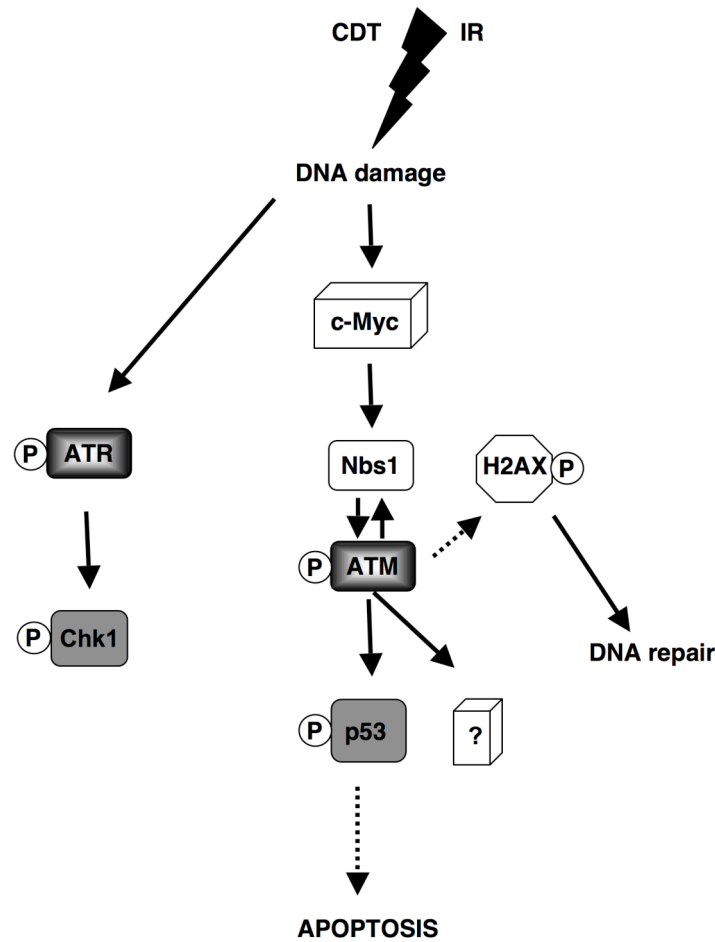 CDT IR
DNA damage
c-Myc
P ATR
Nbs1
H2AX P
P ATM
P Chk1
DNA repair
P p53
?
APOPTOSIS